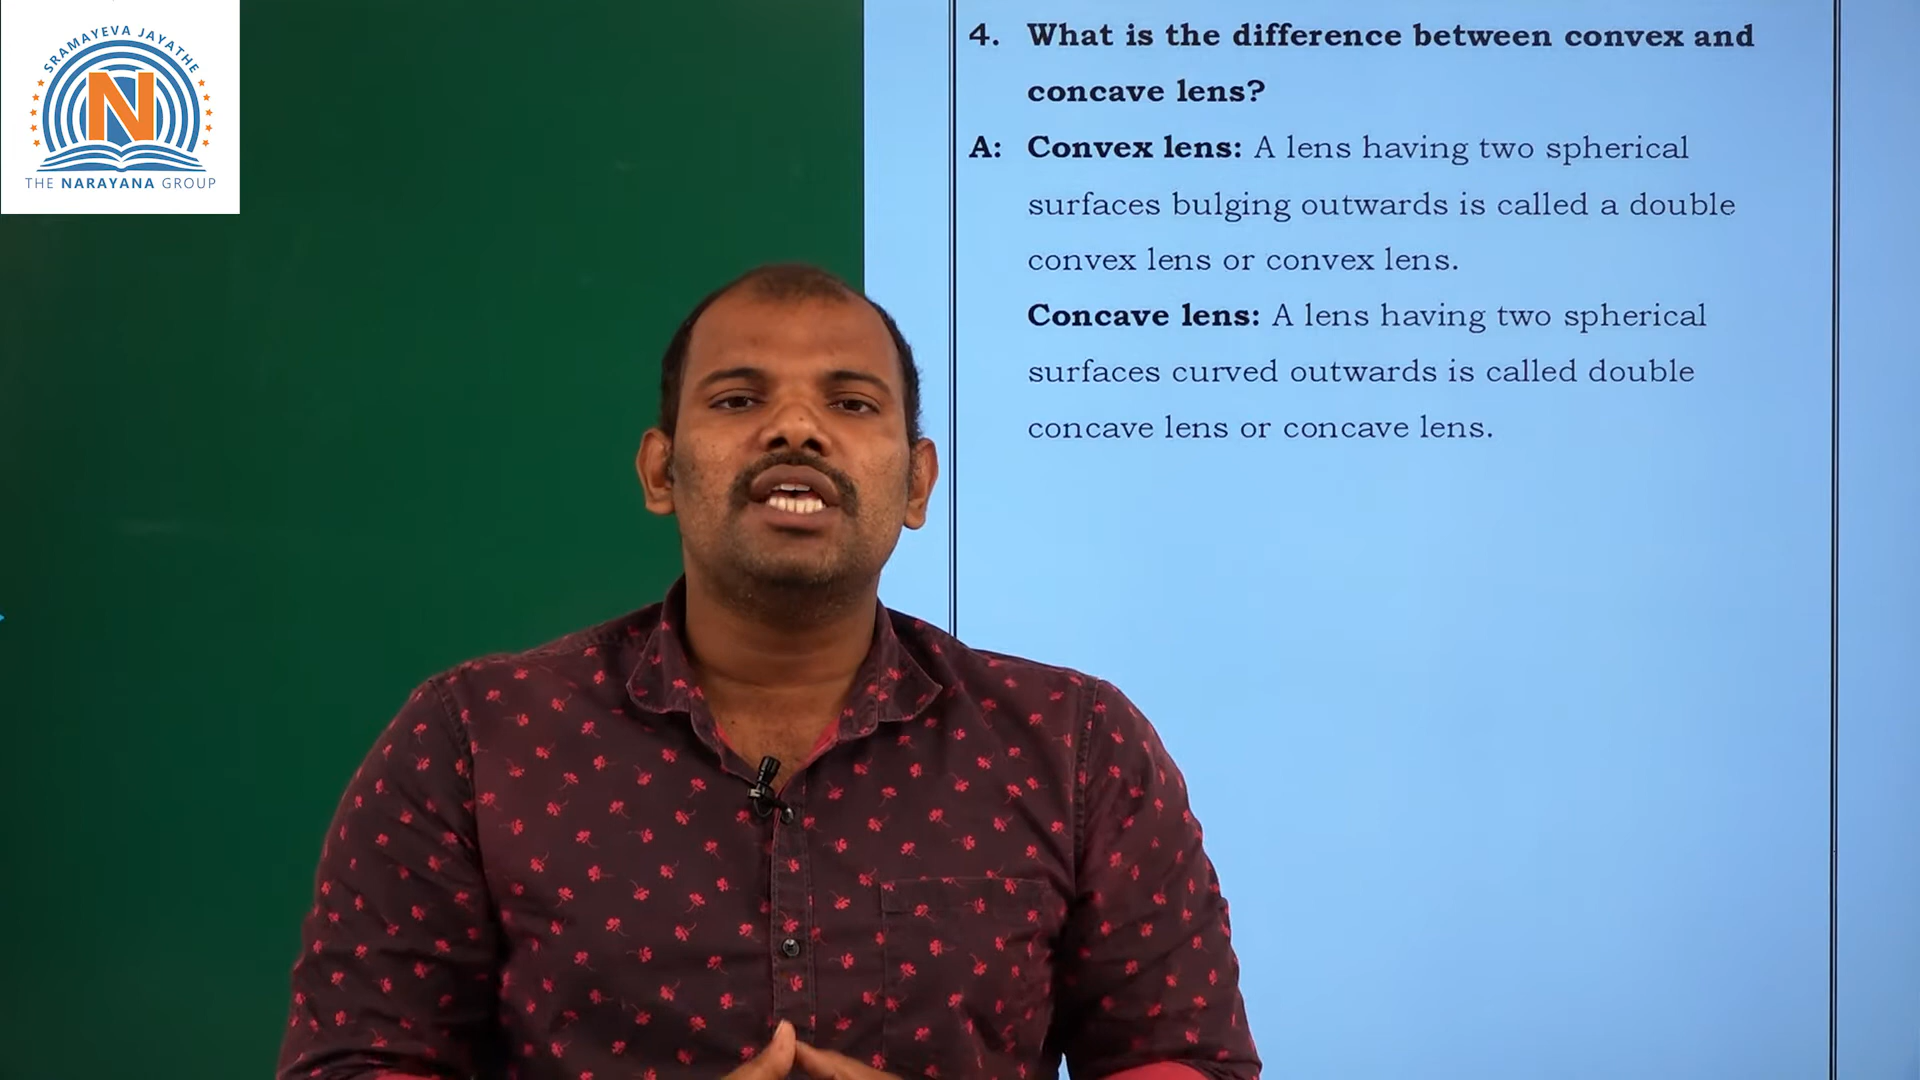 SRAMAYEVA JAYATHE
N
THE NARAYANA GROUP
4. What is the difference between convex and
concave lens?
A: Convex lens: A lens having two spherical
surfaces bulging outwards is called a double
convex lens or convex lens.
Concave lens: A lens having two spherical
surfaces curved outwards is called double
concave lens or concave lens.